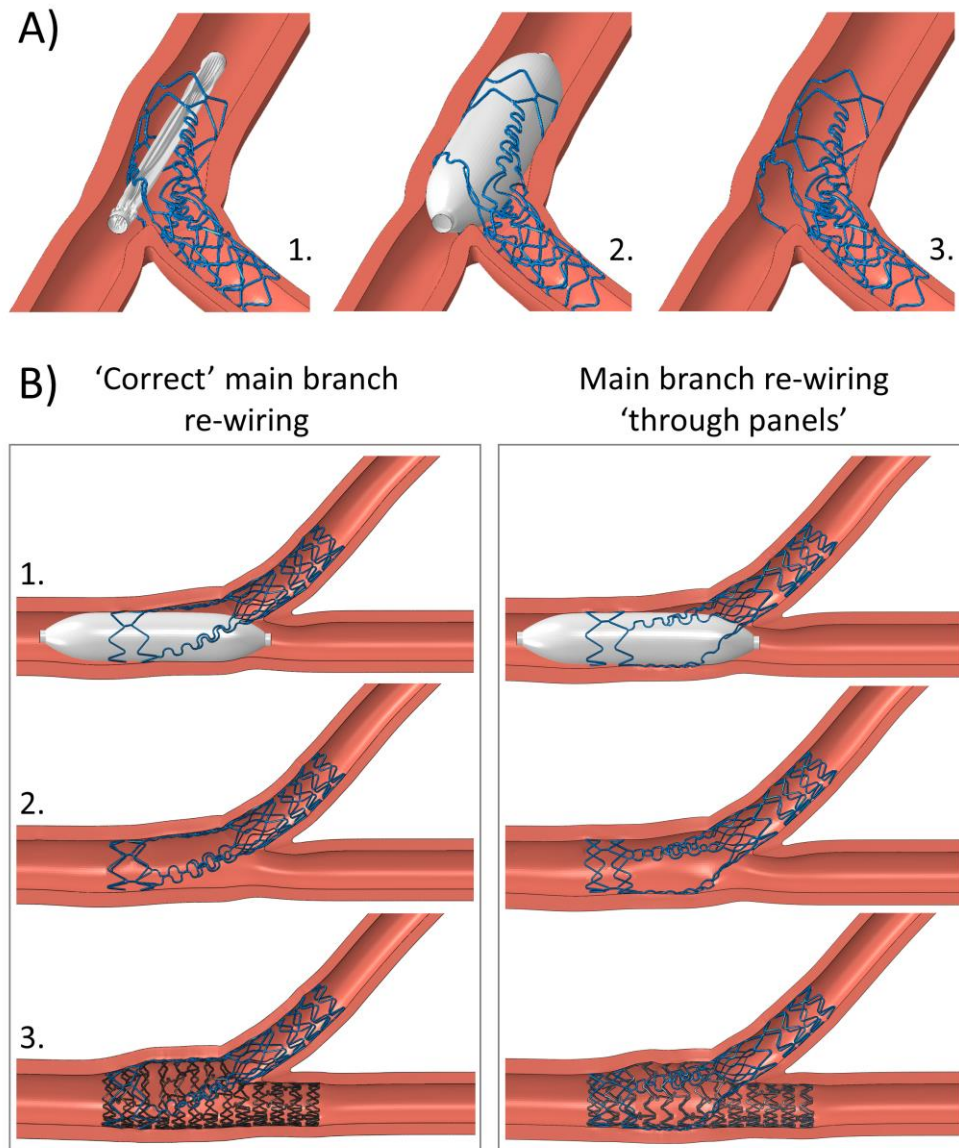 A)
1.
2.
3.
B)
‘Correct’ main branch
re-wiring
Main branch re-wiring
‘through panels’
1.
2.
3.